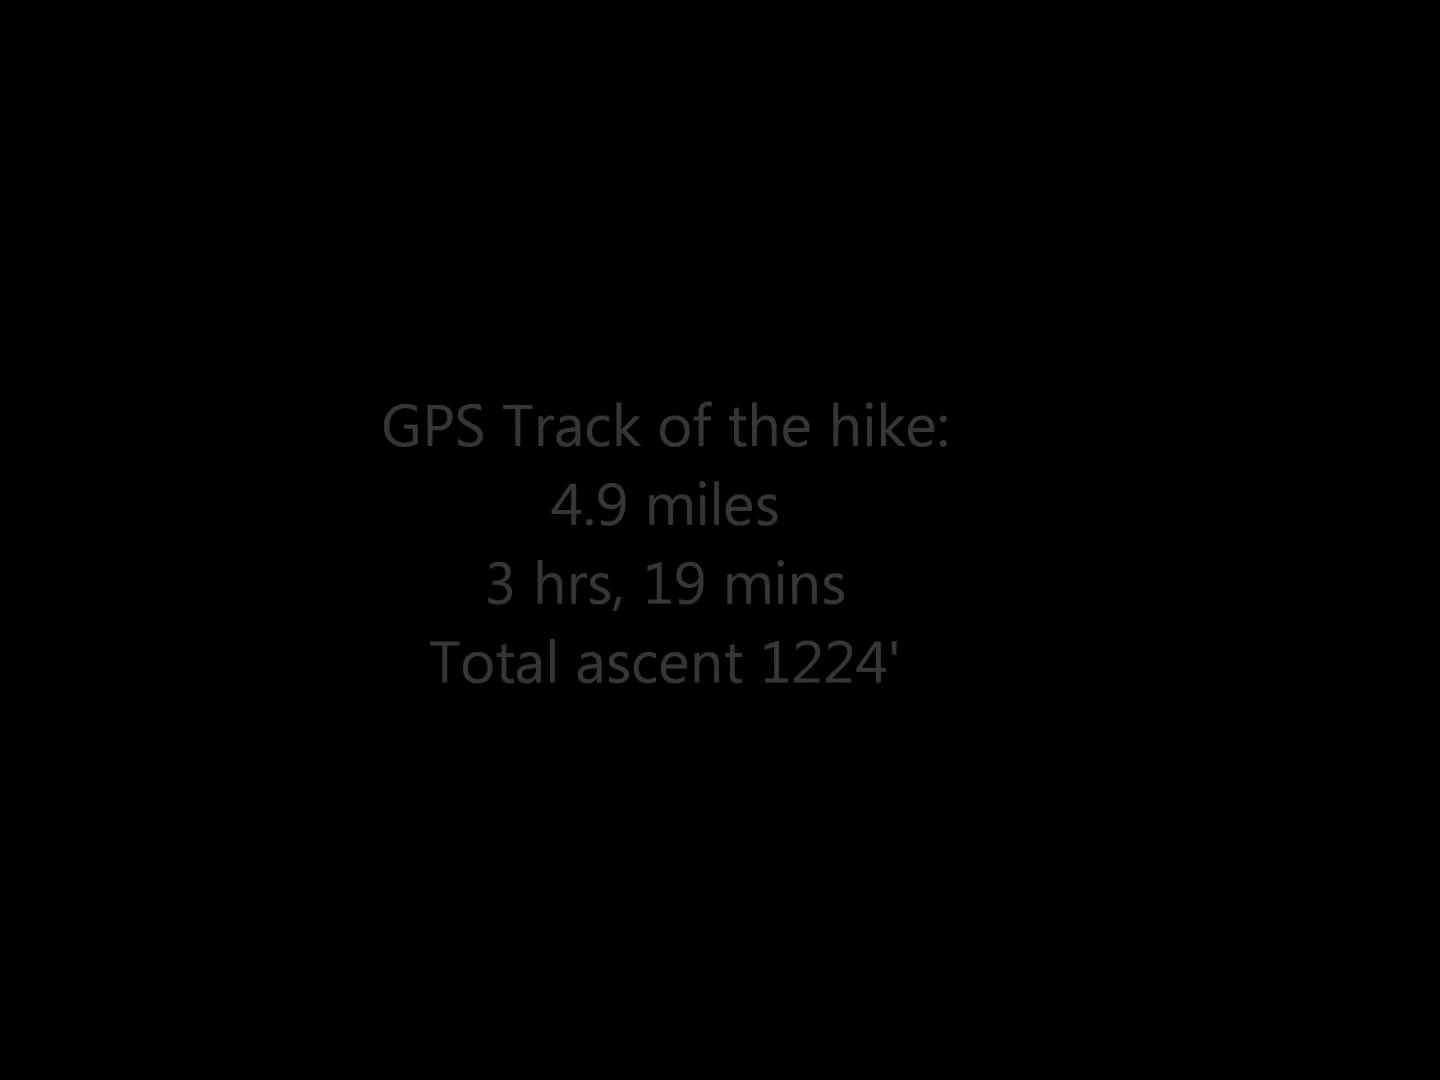 GPS Track of the hike:
4.9 miles
3 hrs, 19 mins
Total ascent 1224'